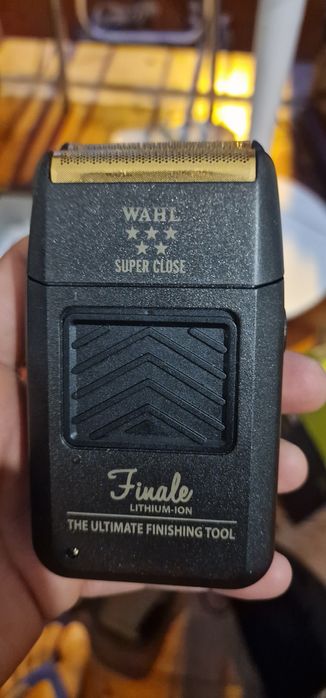 WAHL
SUPER CLOSE
Finale
LITHIUM-ION
THE ULTIMATE FINISHING TOOL